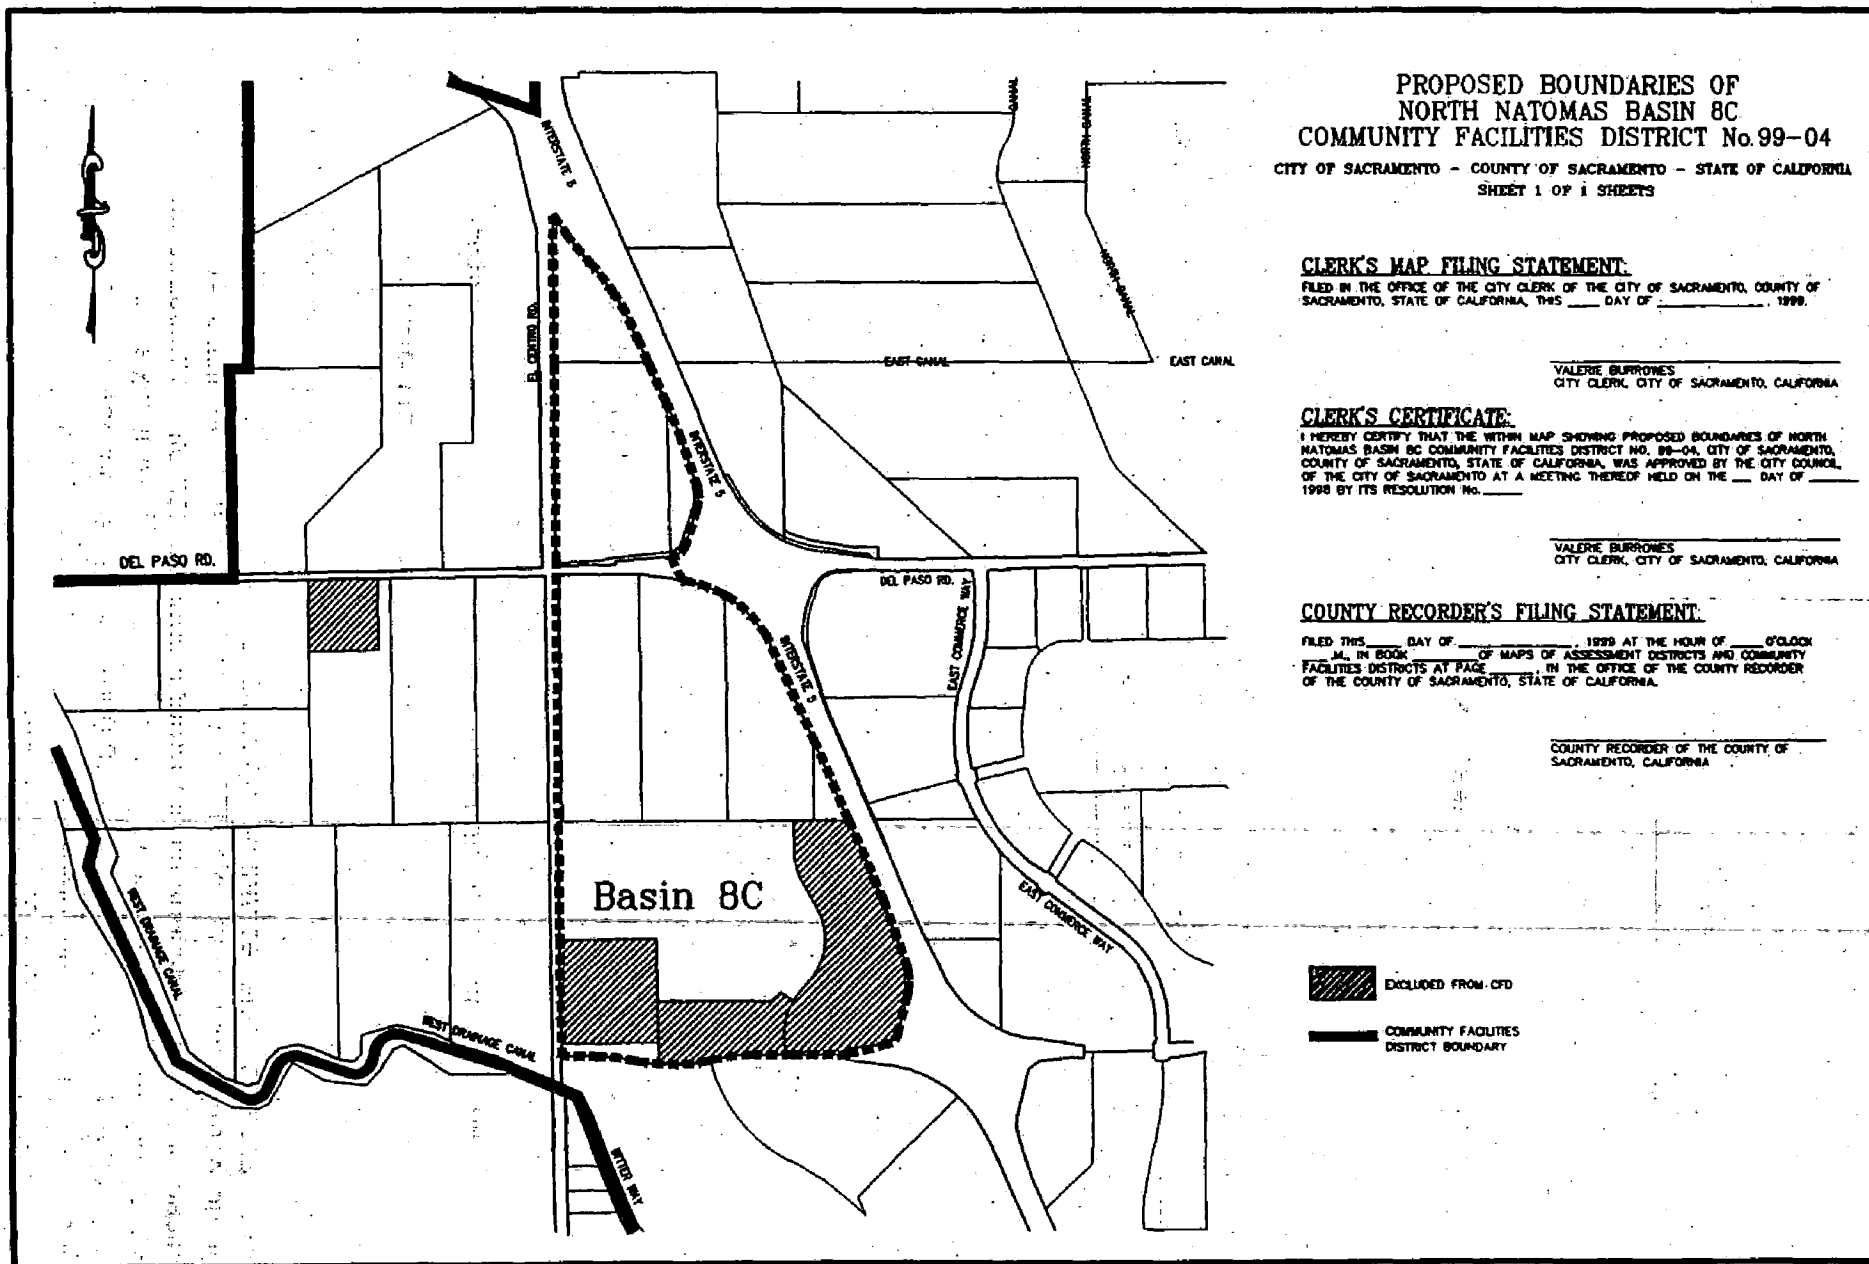 PROPOSED BOUNDARIES OF
NORTH NATOMAS BASIN 8C
COMMUNITY FACILITIES DISTRICT No. 99-04
CITY OF SACRAMENTO - COUNTY OF SACRAMENTO - STATE OF CALIFORNIA
SHEET 1 OF 1 SHEETS
CLERK'S MAP FILING STATEMENT:
FILED IN THE OFFICE OF THE CITY CLERK OF THE CITY OF SACRAMENTO, COUNTY OF
SACRAMENTO, STATE OF CALIFORNIA, THIS ____ DAY OF ____________, 1999.
VALERIE BURROWES
CITY CLERK, CITY OF SACRAMENTO, CALIFORNIA
CLERK'S CERTIFICATE:
I HEREBY CERTIFY THAT THE WITHIN MAP SHOWING PROPOSED BOUNDARIES OF NORTH
NATOMAS BASIN 8C COMMUNITY FACILITIES DISTRICT NO. 99-04, CITY OF SACRAMENTO,
COUNTY OF SACRAMENTO, STATE OF CALIFORNIA, WAS APPROVED BY THE CITY COUNCIL,
OF THE CITY OF SACRAMENTO AT A MEETING THEREOF HELD ON THE ___ DAY OF ______
1998 BY ITS RESOLUTION No. _____
VALERIE BURROWES
CITY CLERK, CITY OF SACRAMENTO, CALIFORNIA
COUNTY RECORDER'S FILING STATEMENT:
FILED THIS ____ DAY OF ____________, 1999 AT THE HOUR OF ____ O'CLOCK
___M., IN BOOK ________ OF MAPS OF ASSESSMENT DISTRICTS AND COMMUNITY
FACILITIES DISTRICTS AT PAGE _____, IN THE OFFICE OF THE COUNTY RECORDER
OF THE COUNTY OF SACRAMENTO, STATE OF CALIFORNIA.
COUNTY RECORDER OF THE COUNTY OF
SACRAMENTO, CALIFORNIA
EXCLUDED FROM CFD
COMMUNITY FACILITIES
DISTRICT BOUNDARY
INTERSTATE 5
CANAL
NORTH CANAL
NORTH CANAL
EL CENTRO RD.
EAST CANAL
EAST CANAL
INTERSTATE 5
DEL PASO RD.
DEL PASO RD.
EAST COMMERCE WAY
INTERSTATE 5
Basin 8C
EAST COMMERCE WAY
WEST DRAINAGE CANAL
WEST DRAINAGE CANAL
WITTER WAY